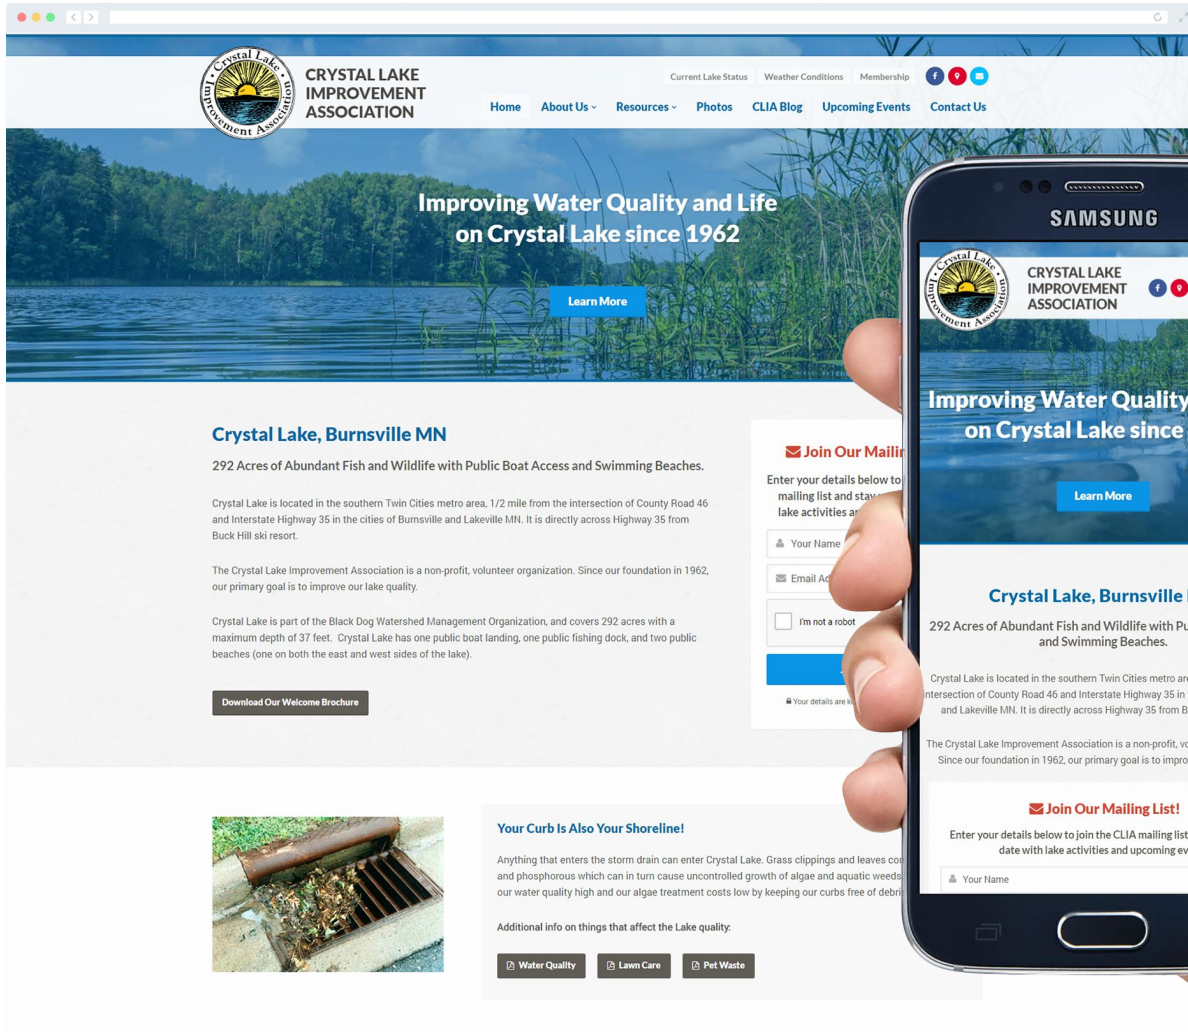 Crystal Lake
Improvement Association
CRYSTAL LAKE
IMPROVEMENT
ASSOCIATION
Current Lake Status Weather Conditions Membership
Home About Us Resources Photos CLIA Blog Upcoming Events Contact Us
Improving Water Quality and Life
on Crystal Lake since 1962
Learn More
Crystal Lake, Burnsville MN
292 Acres of Abundant Fish and Wildlife with Public Boat Access and Swimming Beaches.
Crystal Lake is located in the southern Twin Cities metro area, 1/2 mile from the intersection of County Road 46
and Interstate Highway 35 in the cities of Burnsville and Lakeville MN. It is directly across Highway 35 from
Buck Hill ski resort.
The Crystal Lake Improvement Association is a non-profit, volunteer organization. Since our foundation in 1962,
our primary goal is to improve our lake quality.
Crystal Lake is part of the Black Dog Watershed Management Organization, and covers 292 acres with a
maximum depth of 37 feet. Crystal Lake has one public boat landing, one public fishing dock, and two public
beaches (one on both the east and west sides of the lake).
Download Our Welcome Brochure
Join Our
Enter your details below to
mailing list and stay
lake activities
Your Name
Email
I'm not a robot
Your details are
Your Curb Is Also Your Shoreline!
Anything that enters the storm drain can enter Crystal Lake. Grass clippings and leaves
and phosphorous which can in turn cause uncontrolled growth of algae and aquatic weeds
our water quality high and our algae treatment costs low by keeping our curbs free of
Additional info on things that affect the Lake quality:
Water Quality Lawn Care Pet Waste
SAMSUNG
Crystal Lake
Improvement Association
CRYSTAL LAKE
IMPROVEMENT
ASSOCIATION
Improving Water Quality
on Crystal Lake since
Learn More
Crystal Lake, Burnsville
292 Acres of Abundant Fish and Wildlife with
and Swimming Beaches.
Crystal Lake is located in the southern Twin Cities metro
intersection of County Road 46 and Interstate Highway 35 in
and Lakeville MN. It is directly across Highway 35 from
The Crystal Lake Improvement Association is a non-profit,
Since our foundation in 1962, our primary goal is to
Join Our Mailing List!
Enter your details below to join the CLIA mailing list
date with lake activities and upcoming
Your Name